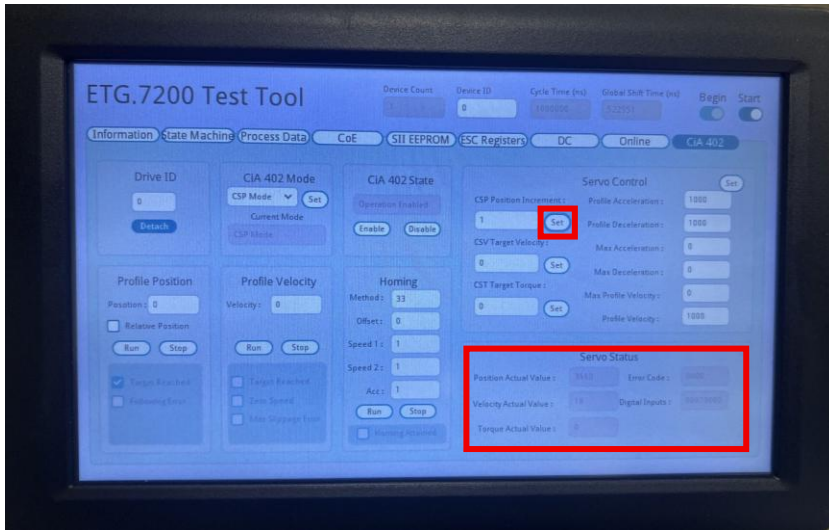 ETG.7200 Test Tool
Device Count
Device ID
0
Cycle Time (ns)
1000000
Global Shift Time (ns)
Begin
Start
Information
State Machine
Process Data
CoE
SII EEPROM
ESC Registers
DC
Online
CiA 402
Drive ID
0
Detach
CiA 402 Mode
CSP Mode
Set
Current Mode
CSP Mode
CiA 402 State
Operation Enabled
Enable
Disable
Servo Control
Set
CSP Position Increment :
1
Set
CSV Target Velocity :
0
Set
CST Target Torque :
0
Set
Profile Acceleration :
1000
Profile Deceleration :
1000
Max Acceleration :
0
Max Deceleration :
0
Max Profile Velocity :
0
Profile Velocity :
1000
Profile Position
Position : 0
Relative Position
Run
Stop
Target Reached
Following Error
Profile Velocity
Velocity : 0
Run
Stop
Target Reached
Zero Speed
Max Slippage Error
Homing
Method : 33
Offset : 0
Speed 1 : 1
Speed 2 : 1
Acc : 1
Run
Stop
Homing Attained
Servo Status
Position Actual Value :
Error Code :
Velocity Actual Value :
Digital Inputs :
Torque Actual Value :